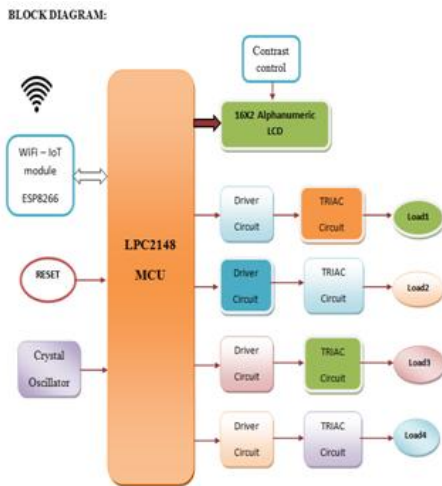 BLOCK DIAGRAM:
Contrast
control
16X2 Alphanumeric
LCD
WiFi – IoT
module
ESP8266
LPC2148
MCU
RESET
Crystal
Oscillator
Driver
Circuit
TRIAC
Circuit
Load1
Driver
Circuit
TRIAC
Circuit
Load2
Driver
Circuit
TRIAC
Circuit
Load3
Driver
Circuit
TRIAC
Circuit
Load4